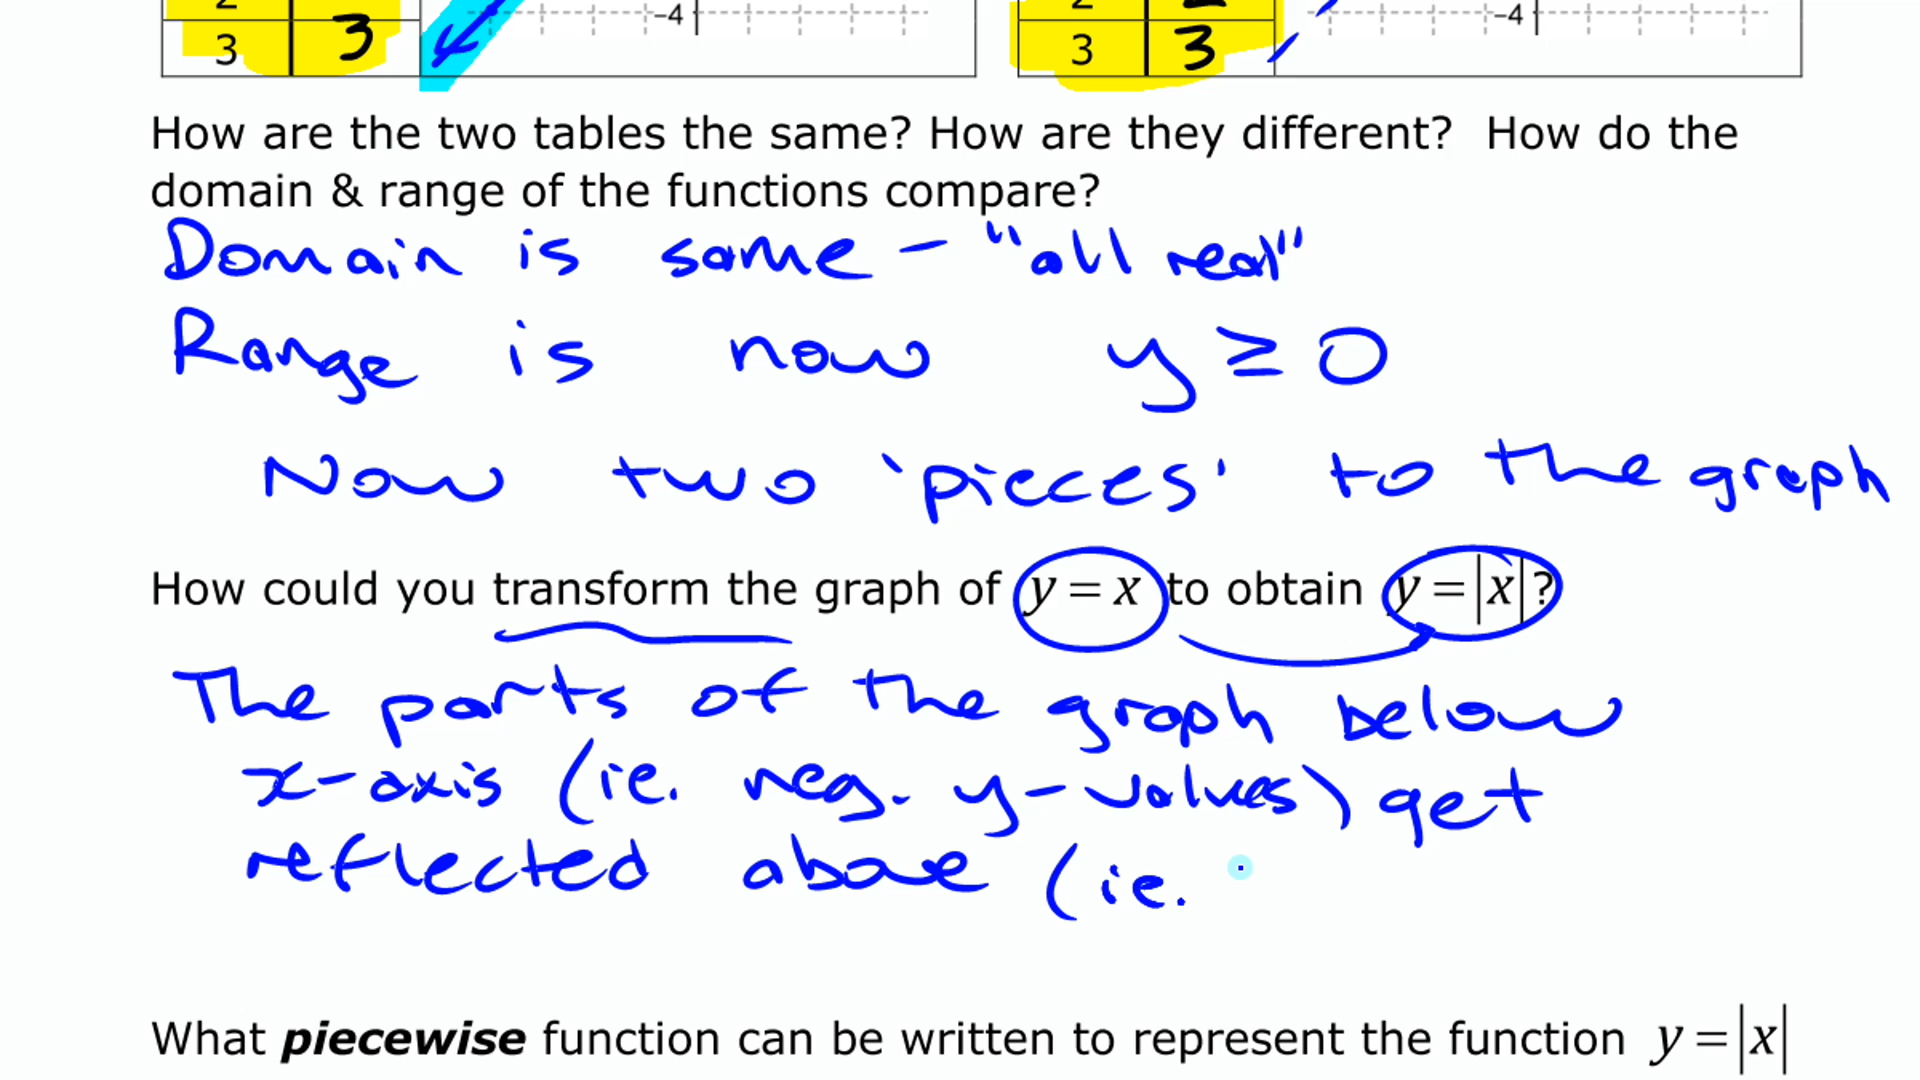 -4 -4
3 3 3 3
How are the two tables the same? How are they different? How do the
domain & range of the functions compare?
Domain is same - "all real"
Range is now y ≥ 0
Now two 'pieces' to the graph
How could you transform the graph of y = x to obtain y = |x|?
The parts of the graph below
x-axis (ie. neg. y-values) get
reflected above (ie.
What piecewise function can be written to represent the function y = |x|